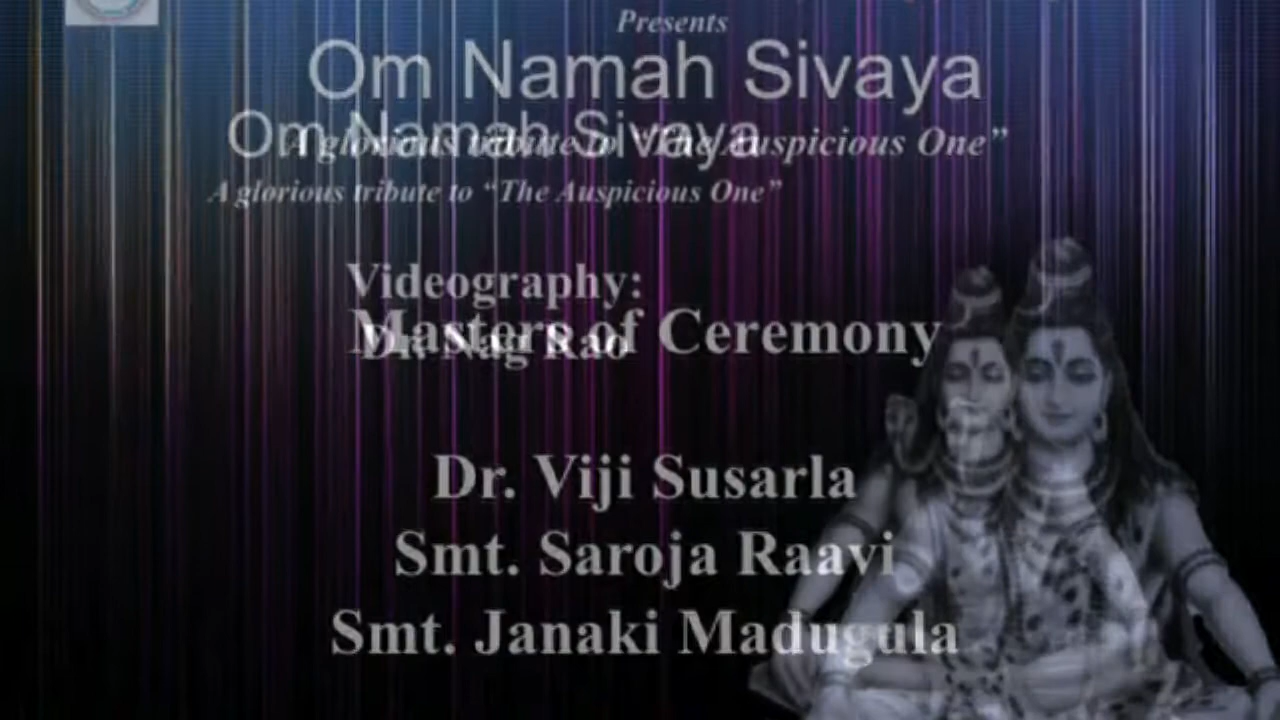 Presents
Om Namah Sivaya
Om Namah Sivaya
A glorious tribute to “The Auspicious One”
A glorious tribute to “The Auspicious One”
Videography:
Masters of Ceremony
Dr. Nag Rao
Dr. Viji Susarla
Smt. Saroja Raavi
Smt. Janaki Madugula